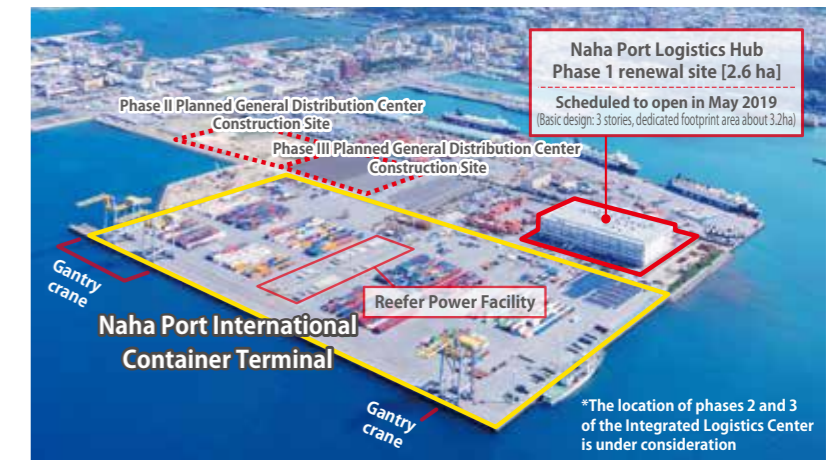 Naha Port Logistics Hub
Phase 1 renewal site [2.6 ha]
Scheduled to open in May 2019
(Basic design: 3 stories, dedicated footprint area about 3.2ha)
Phase II Planned General Distribution Center
Construction Site
Phase III Planned General Distribution Center
Construction Site
Gantry
crane
Reefer Power Facility
Naha Port International
Container Terminal
Gantry
crane
*The location of phases 2 and 3
of the Integrated Logistics Center
is under consideration